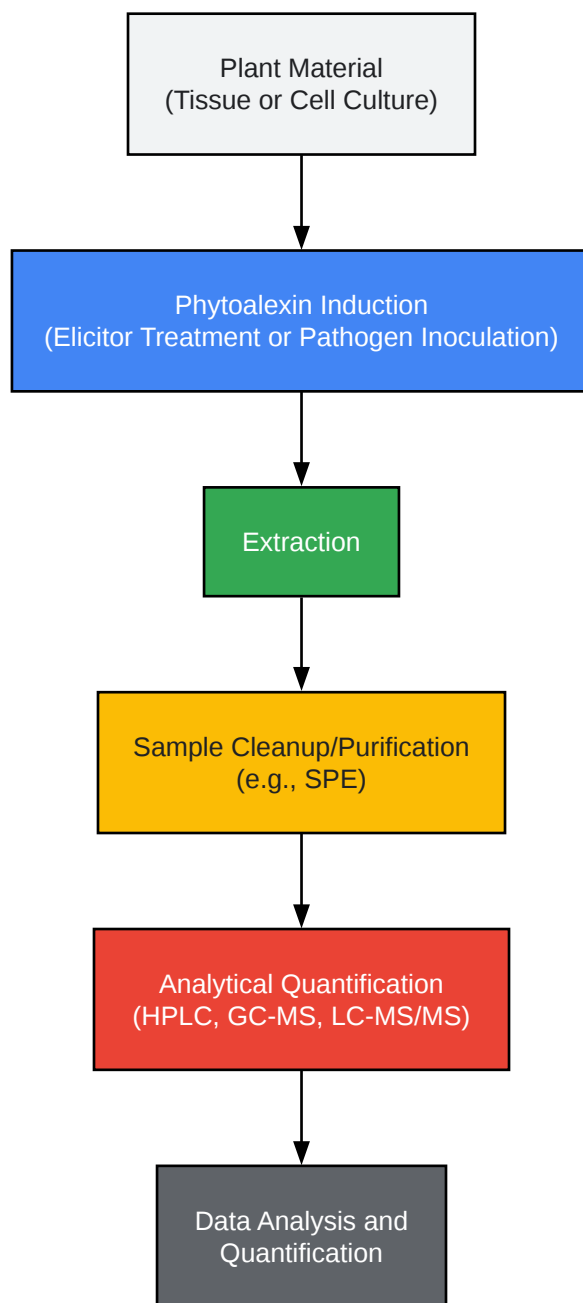 Plant Material
(Tissue or Cell Culture)
Phytoalexin Induction
(Elicitor Treatment or Pathogen Inoculation)
Extraction
Sample Cleanup/Purification
(e.g., SPE)
Analytical Quantification
(HPLC, GC-MS, LC-MS/MS)
Data Analysis and
Quantification